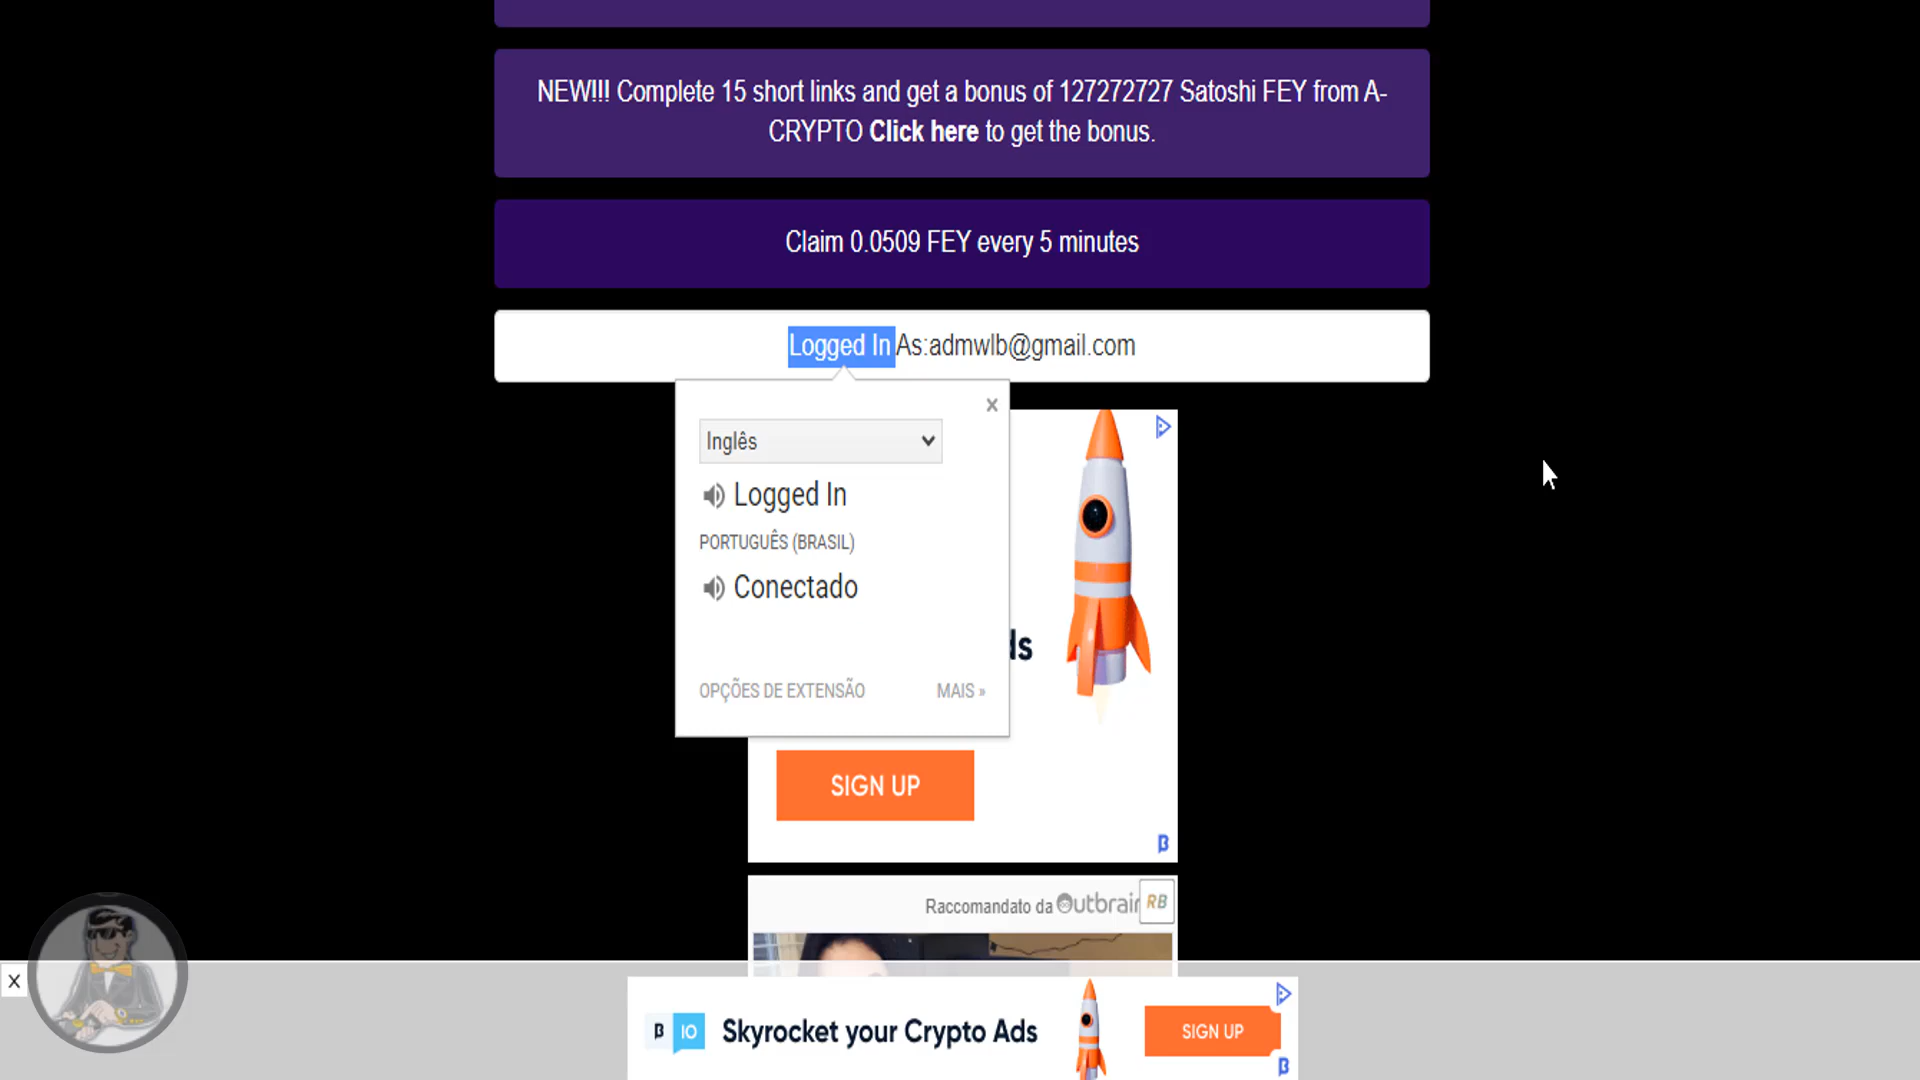 NEW!!! Complete 15 short links and get a bonus of 127272727 Satoshi FEY from A-
CRYPTO Click here to get the bonus.
Claim 0.0509 FEY every 5 minutes
Logged In As:admwlb@gmail.com
x
Inglês
Logged In
PORTUGUÊS (BRASIL)
Conectado
OPÇÕES DE EXTENSÃO MAIS »
SIGN UP
Raccomandato da Outbrain RB
X
B IO Skyrocket your Crypto Ads SIGN UP